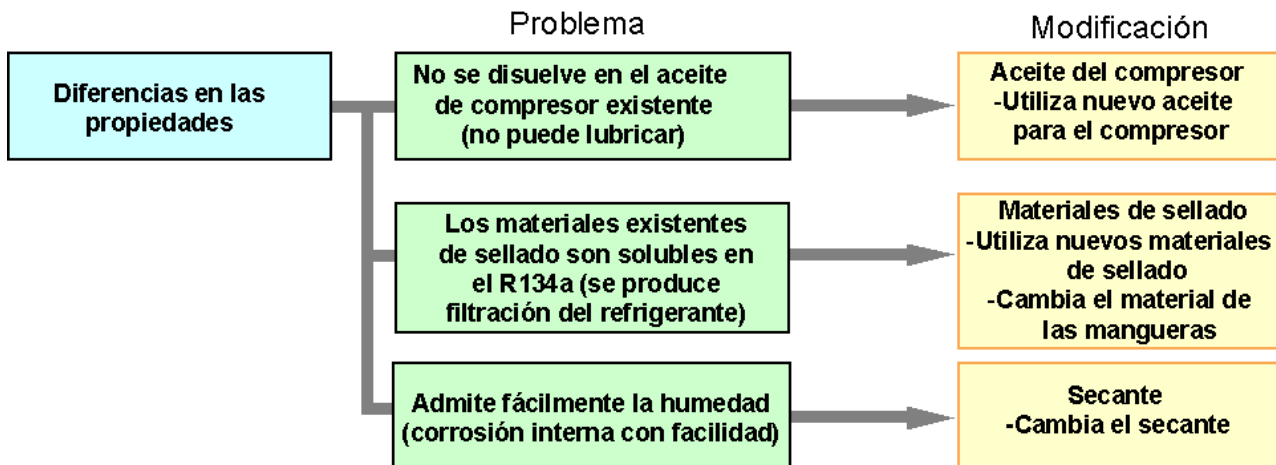 Problema
Modificación
Diferencias en las
propiedades
No se disuelve en el aceite
de compresor existente
(no puede lubricar)
Aceite del compresor
-Utiliza nuevo aceite
para el compresor
Los materiales existentes
de sellado son solubles en
el R134a (se produce
filtración del refrigerante)
Materiales de sellado
-Utiliza nuevos materiales
de sellado
-Cambia el material de
las mangueras
Admite fácilmente la humedad
(corrosión interna con facilidad)
Secante
-Cambia el secante